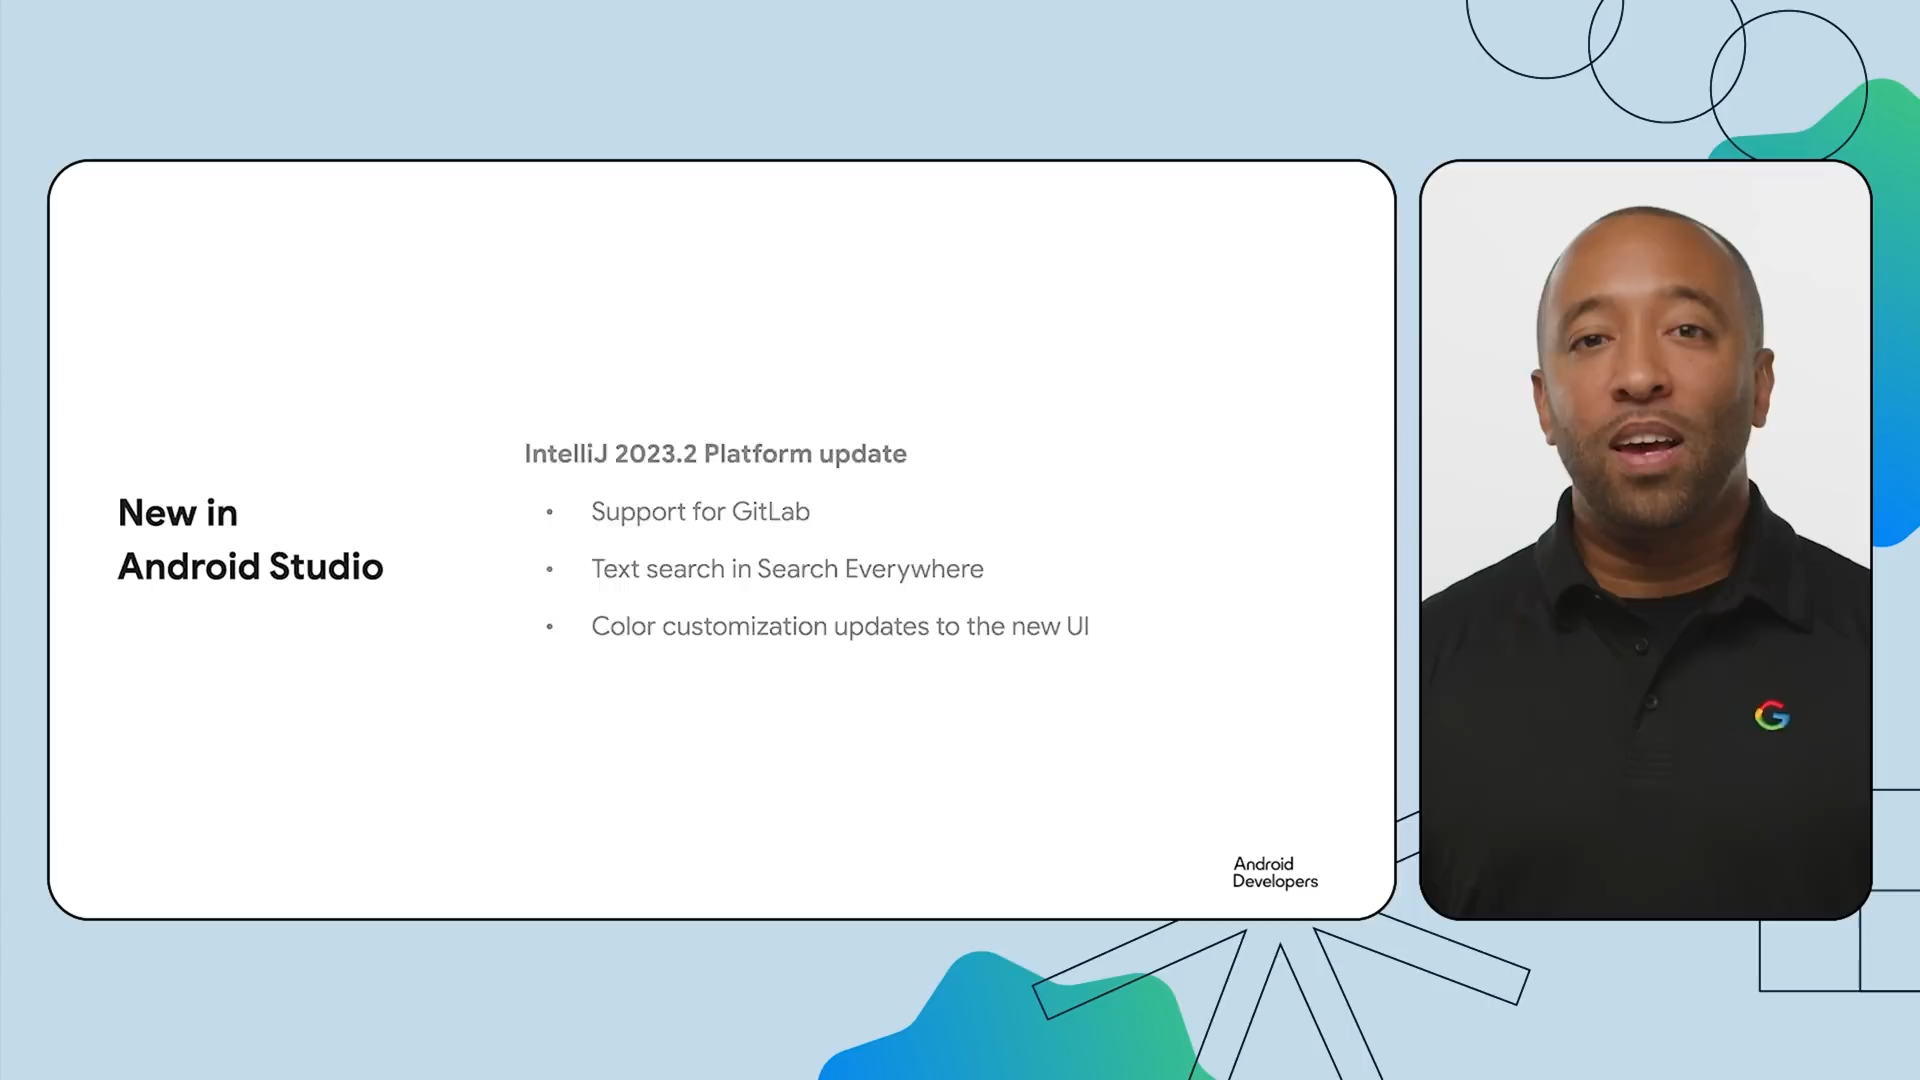 New in
Android Studio
IntelliJ 2023.2 Platform update
• Support for GitLab
• Text search in Search Everywhere
• Color customization updates to the new UI
Android
Developers
G